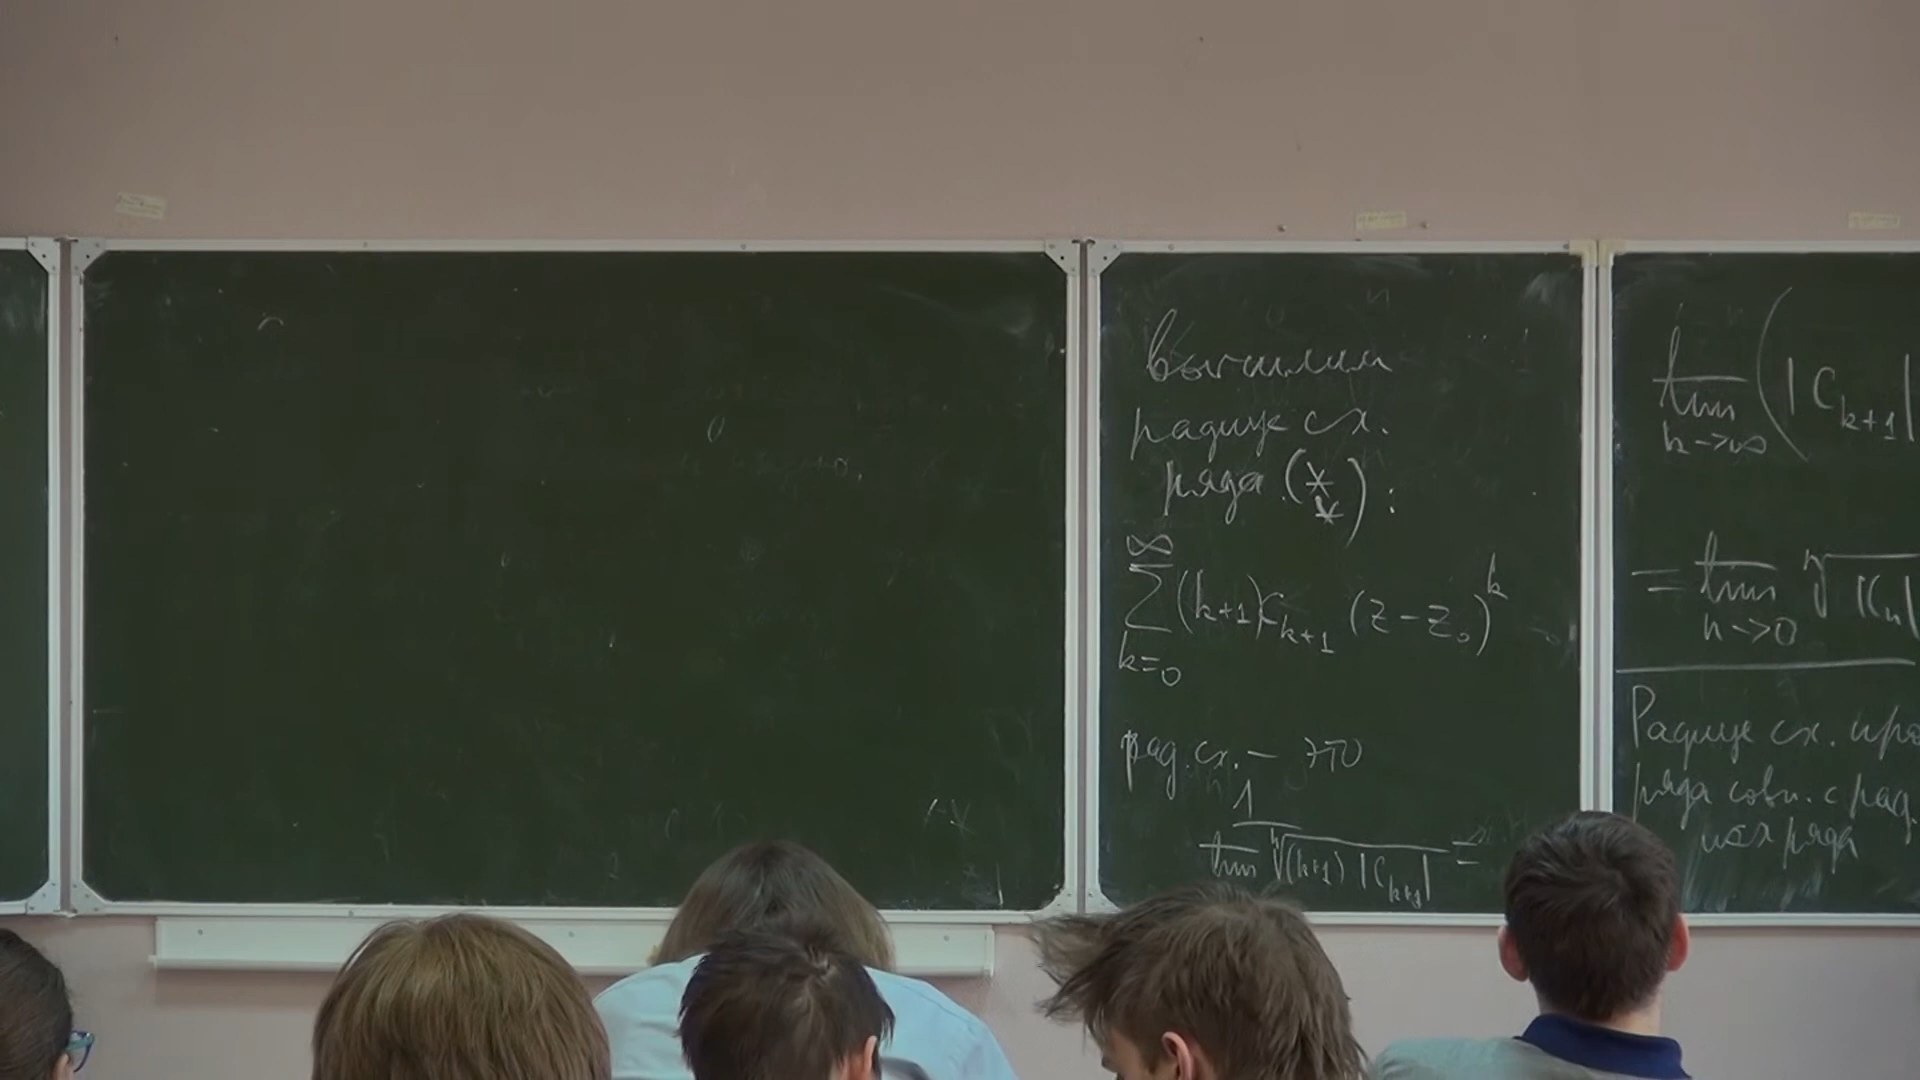 вычислим
радиус сх.
ряда (**):
∞
∑ (k+1)C_{k+1} (z-z_0)^k
k=0
рад. сх. – это
1
lim ᵏ√(k+1) |C_{k+1}| =
lim (|C_{k+1}|
k→∞
= lim ⁿ√|C_n|
n→0
Радиус сх. про
ряда совп. с рад.
исх ряда